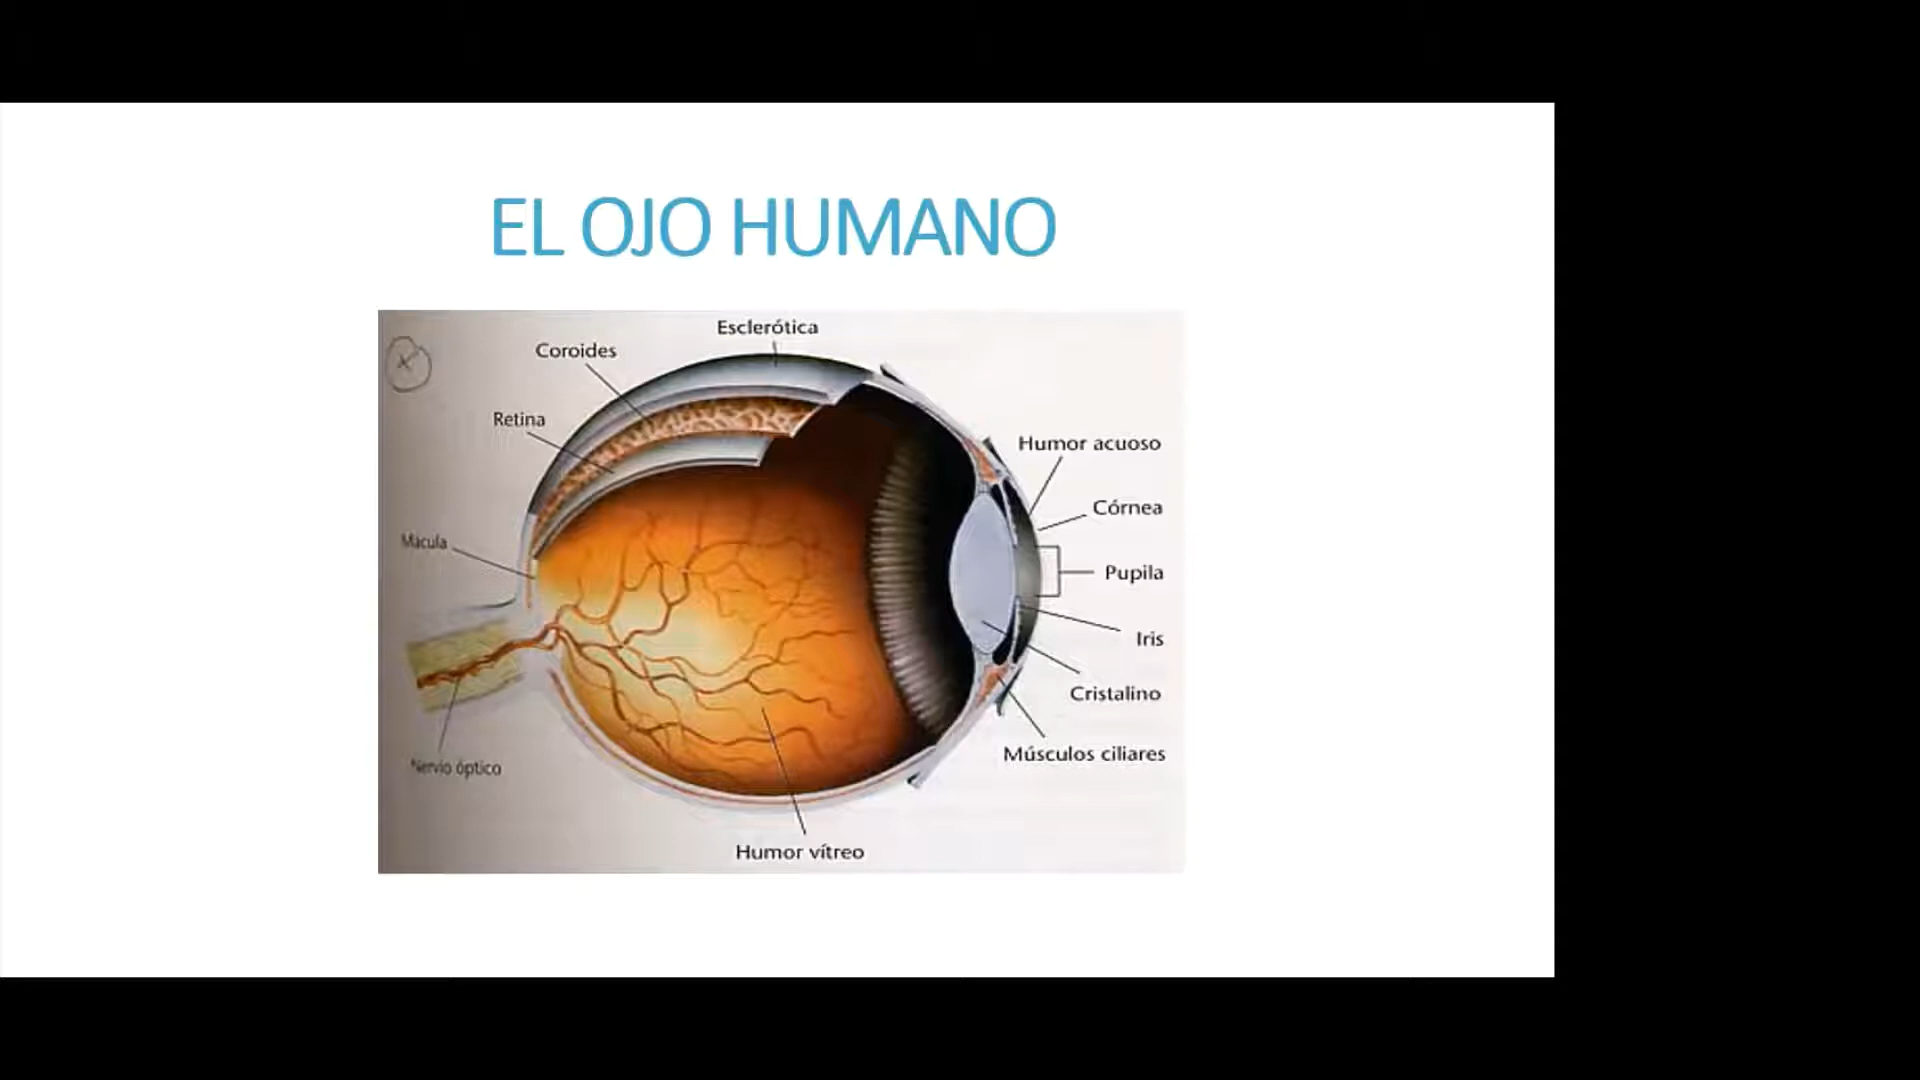 EL OJO HUMANO
Esclerótica
Coroides
Retina
Humor acuoso
Córnea
Mácula
Pupila
Iris
Cristalino
Músculos ciliares
Nervio óptico
Humor vítreo